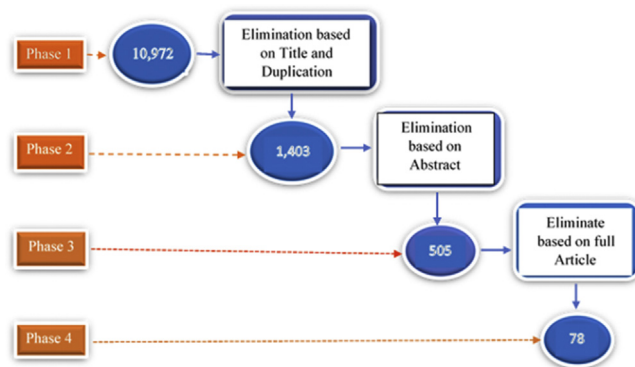 Phase 1
10,972
Elimination based
on Title and
Duplication
Phase 2
1,403
Elimination
based on
Abstract
Phase 3
505
Eliminate
based on full
Article
Phase 4
78